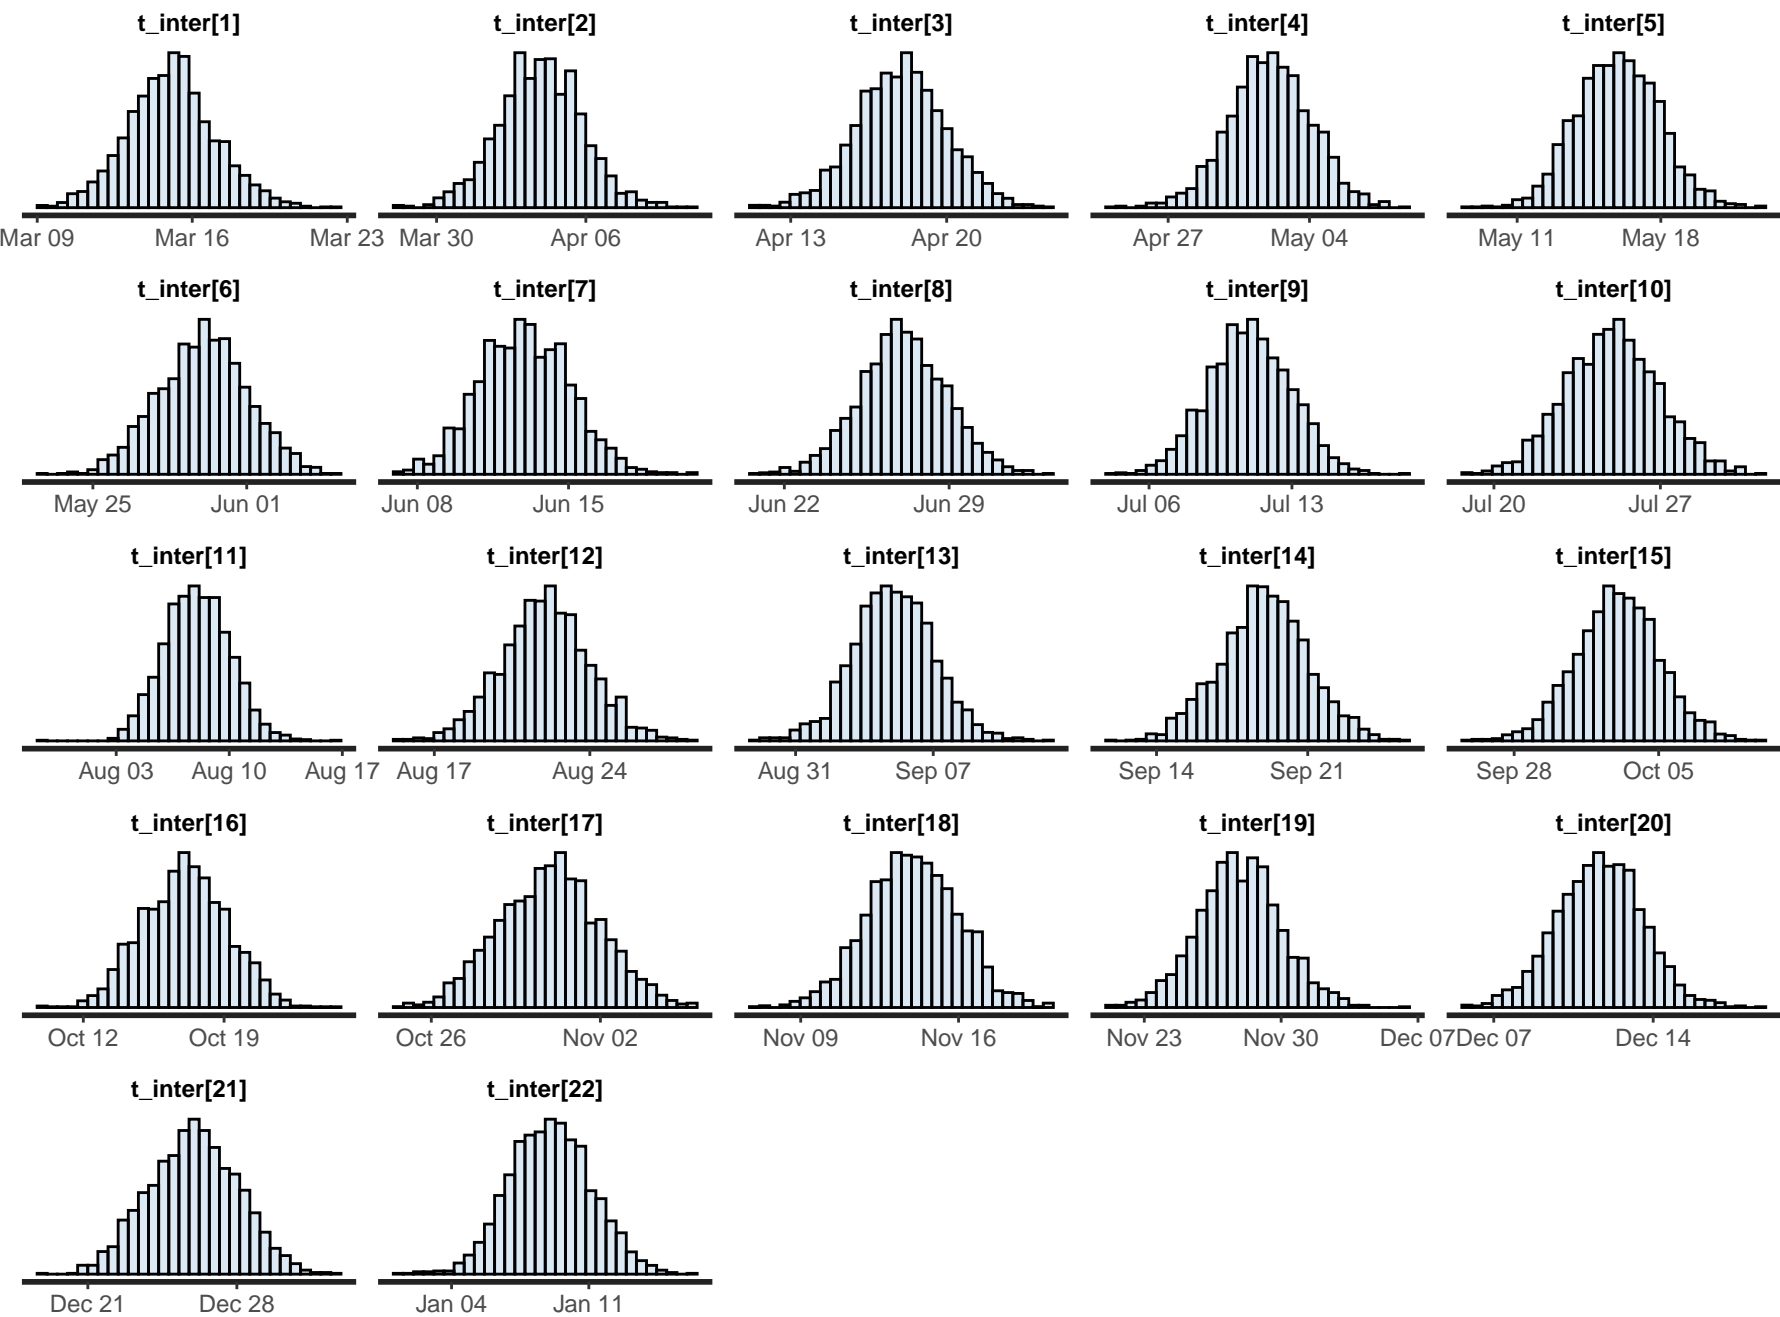 t_inter[1] t_inter[2] t_inter[3] t_inter[4] t_inter[5]
Mar 09 Mar 16 Mar 23 Mar 30 Apr 06 Apr 13 Apr 20 Apr 27 May 04 May 11 May 18
t_inter[6] t_inter[7] t_inter[8] t_inter[9] t_inter[10]
May 25 Jun 01 Jun 08 Jun 15 Jun 22 Jun 29 Jul 06 Jul 13 Jul 20 Jul 27
t_inter[11] t_inter[12] t_inter[13] t_inter[14] t_inter[15]
Aug 03 Aug 10 Aug 17 Aug 17 Aug 24 Aug 31 Sep 07 Sep 14 Sep 21 Sep 28 Oct 05
t_inter[16] t_inter[17] t_inter[18] t_inter[19] t_inter[20]
Oct 12 Oct 19 Oct 26 Nov 02 Nov 09 Nov 16 Nov 23 Nov 30 Dec 07 Dec 07 Dec 14
t_inter[21] t_inter[22]
Dec 21 Dec 28 Jan 04 Jan 11